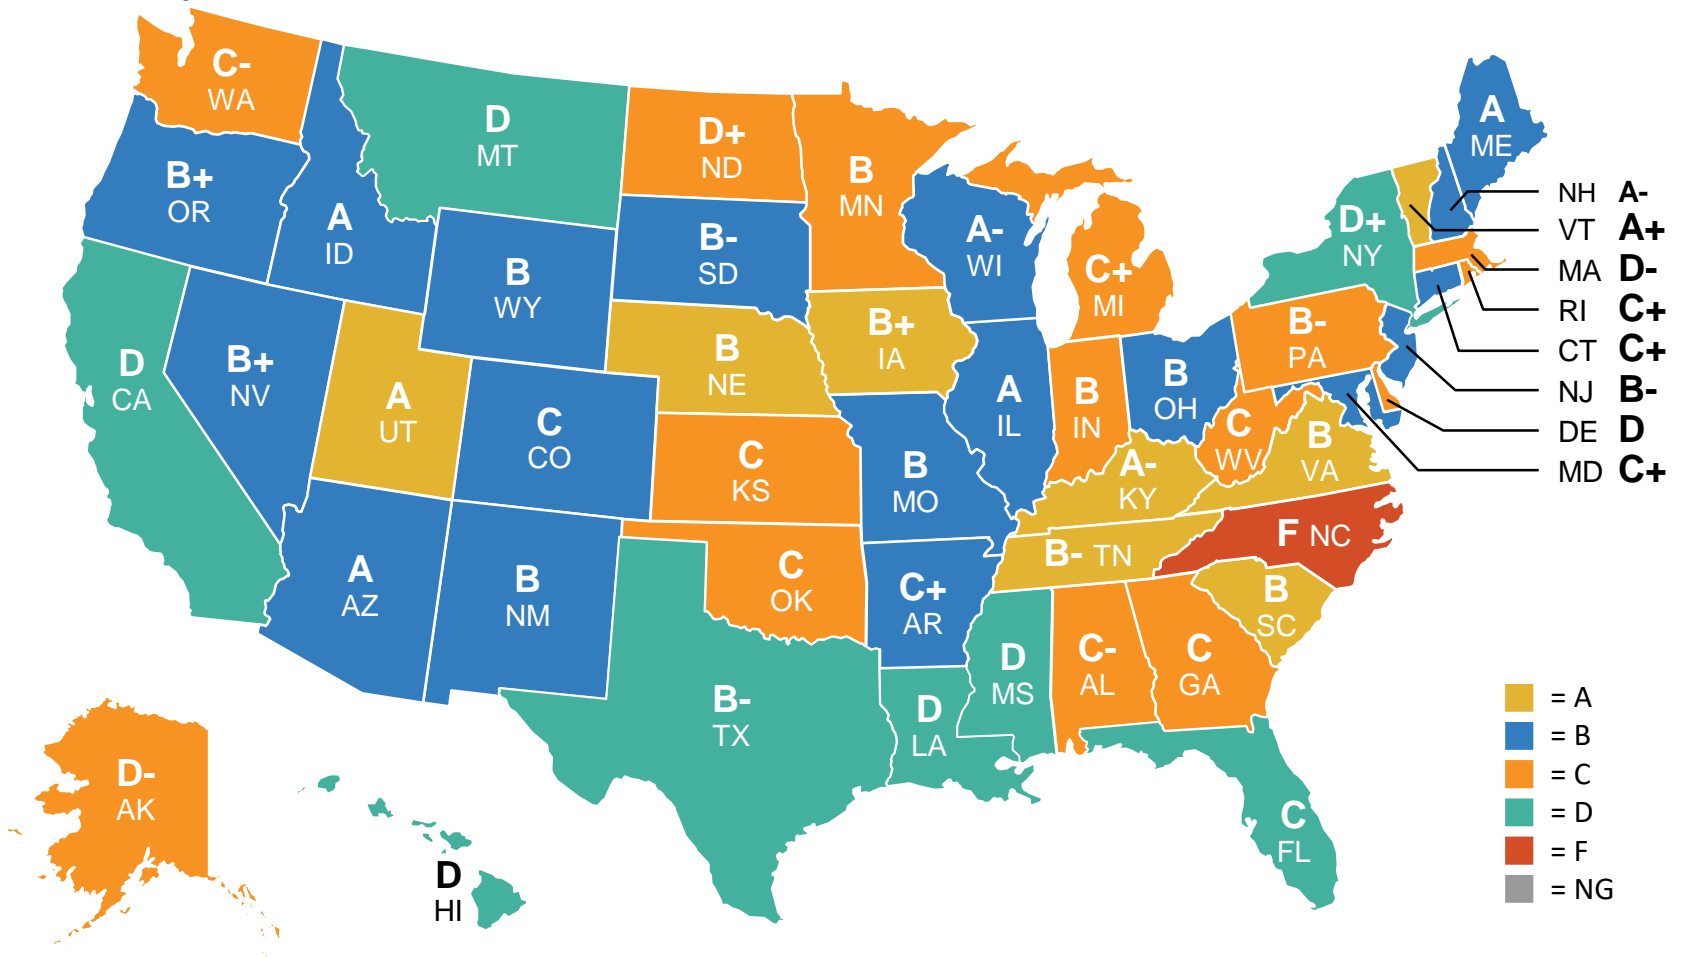 C-
WA
D
MT
D+
ND
B
MN
A
ME
B+
OR
A
ID
B
WY
B-
SD
A-
WI
C+
MI
D+
NY
NH A-
VT A+
MA D-
RI C+
CT C+
NJ B-
DE D
MD C+
D
CA
B+
NV
A
UT
C
CO
B
NE
B+
IA
A
IL
B
IN
B
OH
B-
PA
C
WV
B
VA
C
KS
B
MO
A-
KY
A
AZ
B
NM
C
OK
C+
AR
B- TN
F NC
B
SC
B-
TX
D
LA
D
MS
C-
AL
C
GA
C
FL
D-
AK
D
HI
= A
= B
= C
= D
= F
= NG